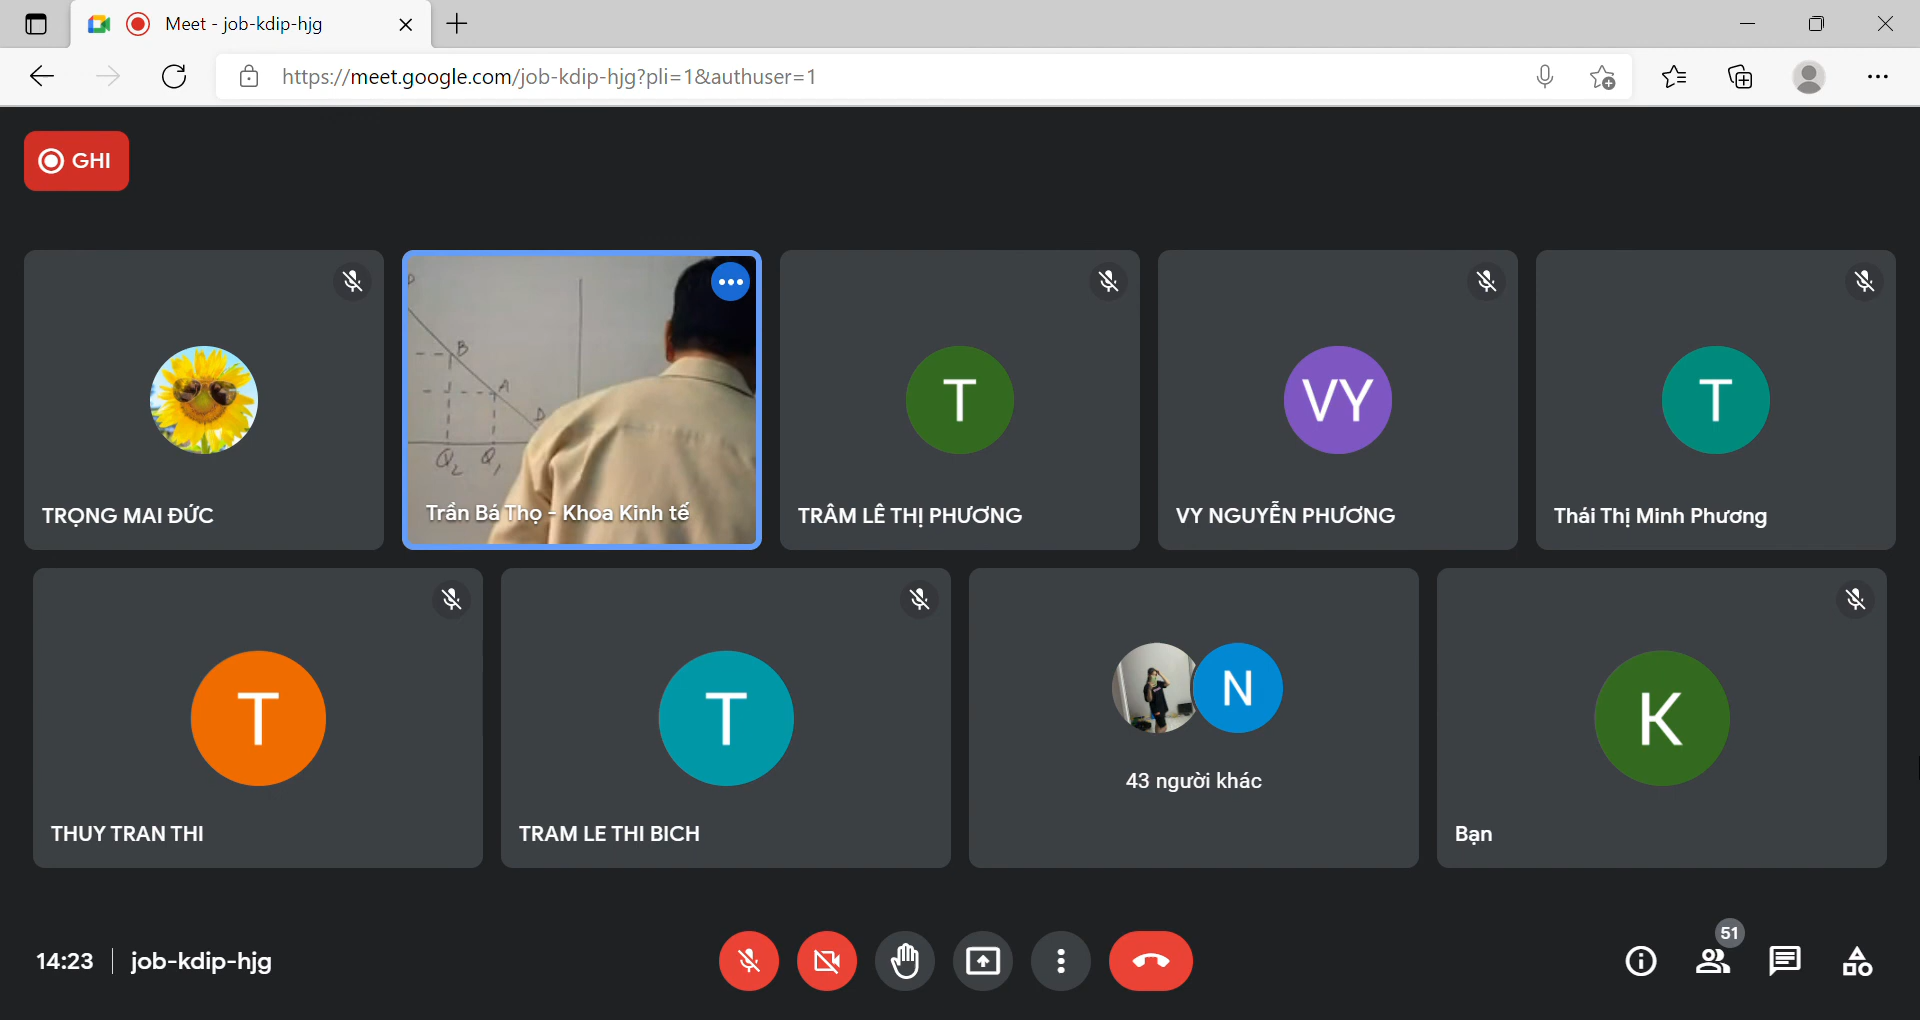 Meet - job-kdip-hjg
https://meet.google.com/job-kdip-hjg?pli=1&authuser=1
GHI
B
A
D
Q2 Q1
TRỌNG MAI ĐỨC
Trần Bá Thọ - Khoa Kinh tế
T
TRÂM LÊ THỊ PHƯƠNG
VY
VY NGUYỄN PHƯƠNG
T
Thái Thị Minh Phương
T
THUY TRAN THI
T
TRAM LE THI BICH
N
43 người khác
K
Bạn
14:23 job-kdip-hjg
51